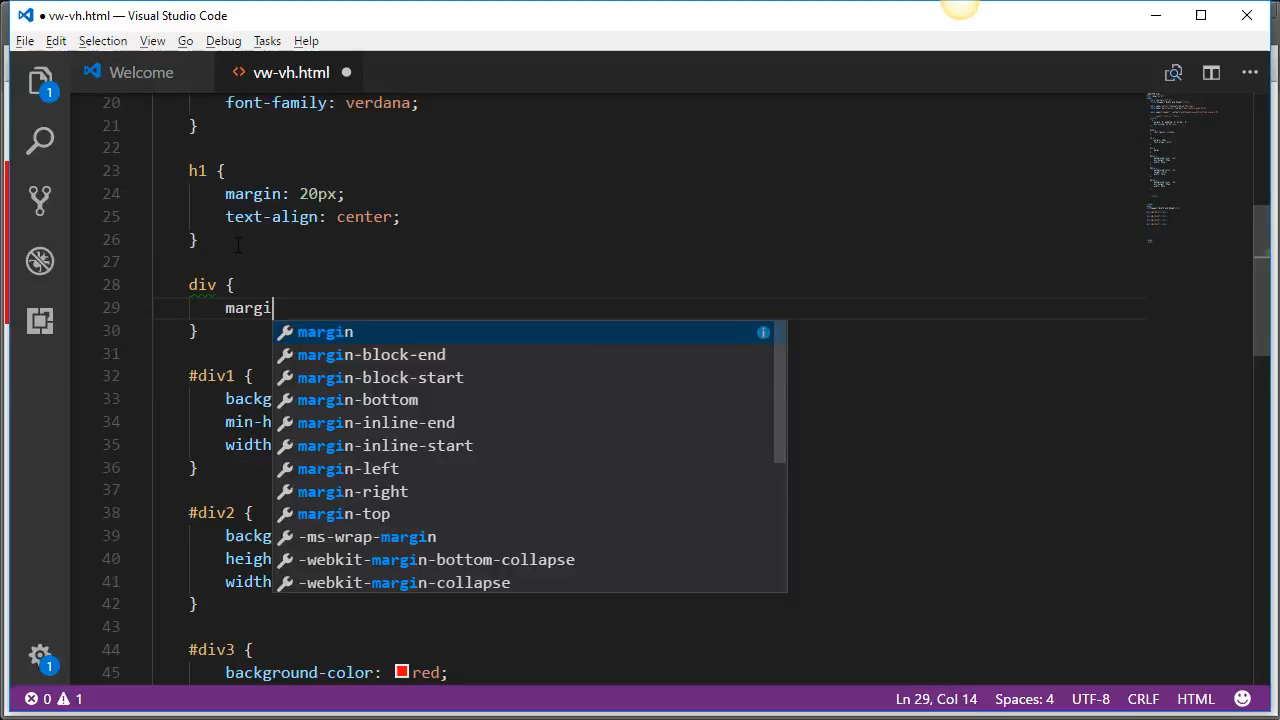 vw-vh.html — Visual Studio Code
File Edit Selection View Go Debug Tasks Help
Welcome vw-vh.html
1
20 font-family: verdana;
21 }
22
23 h1 {
24 margin: 20px;
25 text-align: center;
26 }
27
28 div {
29 margi
30 }
margin
31
margin-block-end
32 #div1 {
margin-block-start
33 backg
margin-bottom
34 min-h
margin-inline-end
35 width
margin-inline-start
36 }
margin-left
37
margin-right
38 #div2 {
margin-top
39 backg
-ms-wrap-margin
40 heigh
-webkit-margin-bottom-collapse
41 width
-webkit-margin-collapse
42 }
43
44 #div3 {
45 background-color: red;
1
0 1 Ln 29, Col 14 Spaces: 4 UTF-8 CRLF HTML